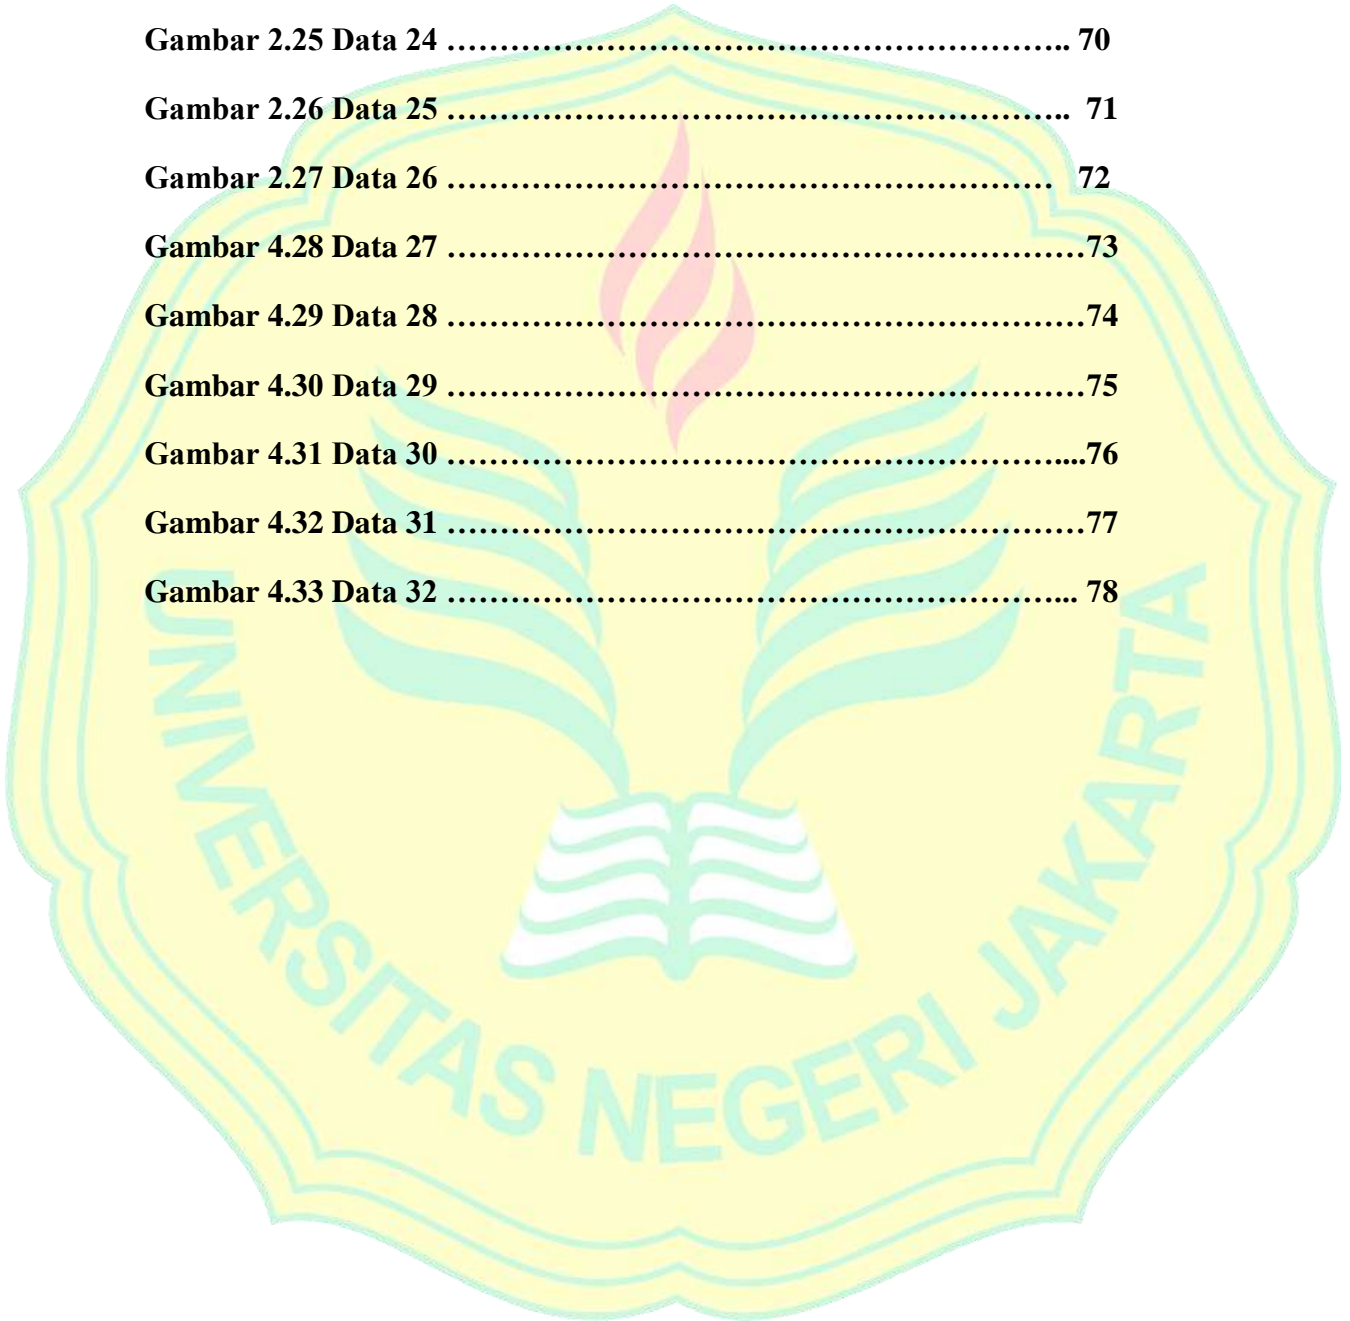 Gambar 2.25 Data 24 ……………………………………………………………….. 70
Gambar 2.26 Data 25 ……………………………………………………………….. 71
Gambar 2.27 Data 26 ……………………………………………………………… 72
Gambar 4.28 Data 27 …………………………………………………………………73
Gambar 4.29 Data 28 …………………………………………………………………74
Gambar 4.30 Data 29 …………………………………………………………………75
Gambar 4.31 Data 30 ………………………………………………………………....76
Gambar 4.32 Data 31 …………………………………………………………………77
Gambar 4.33 Data 32 ………………………………………………………………... 78
UNIVERSITAS NEGERI JAKARTA